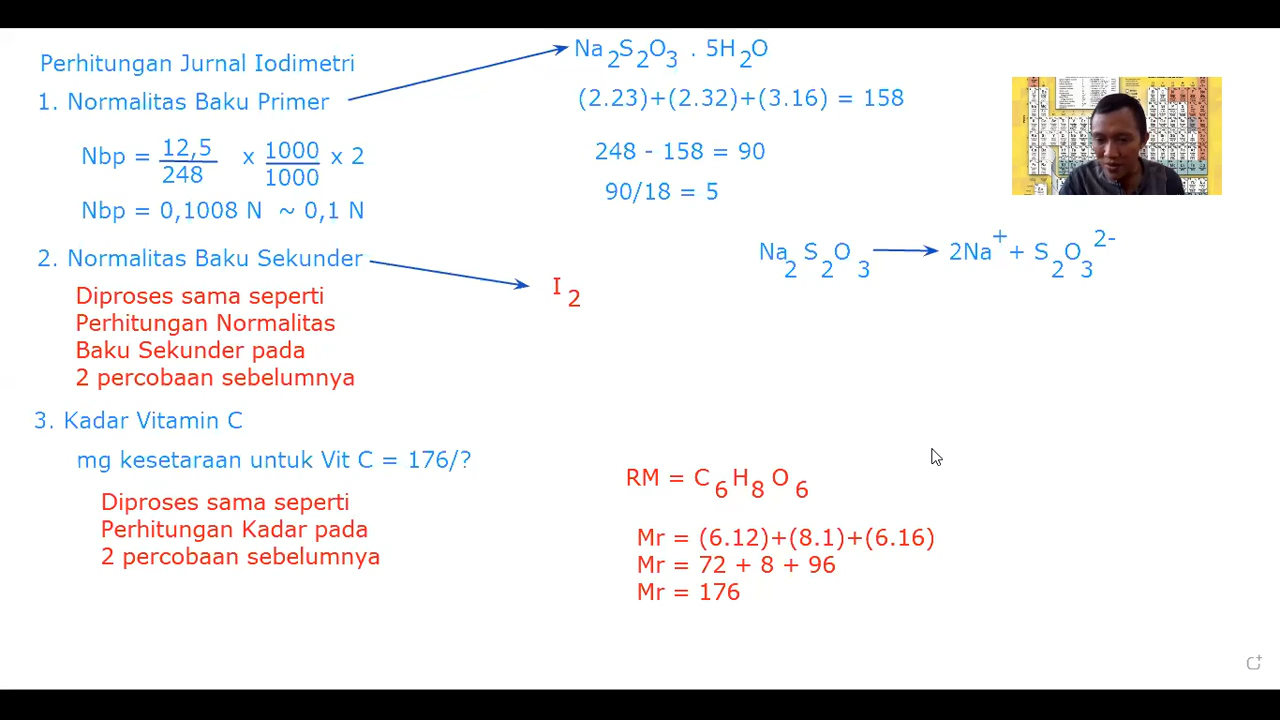 Perhitungan Jurnal Iodimetri
1. Normalitas Baku Primer
Nbp = 12,5/248 x 1000/1000 x 2
Nbp = 0,1008 N ~ 0,1 N
Na2S2O3 . 5H2O
(2.23)+(2.32)+(3.16) = 158
248 - 158 = 90
90/18 = 5
Na2S2O3 → 2Na+ + S2O3 2-
2. Normalitas Baku Sekunder
I2
Diproses sama seperti
Perhitungan Normalitas
Baku Sekunder pada
2 percobaan sebelumnya
3. Kadar Vitamin C
mg kesetaraan untuk Vit C = 176/?
Diproses sama seperti
Perhitungan Kadar pada
2 percobaan sebelumnya
RM = C6H8O6
Mr = (6.12)+(8.1)+(6.16)
Mr = 72 + 8 + 96
Mr = 176